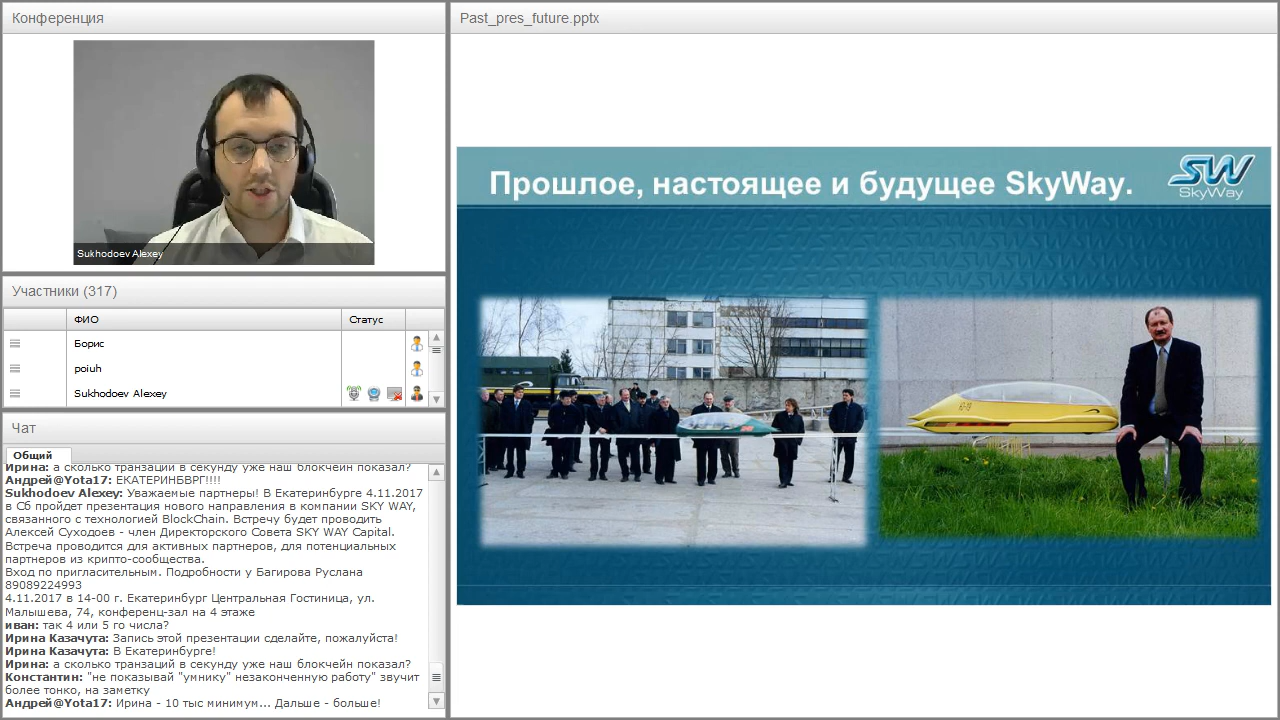 Конференция
Sukhodoev Alexey
Участники (317)
ФИО
Статус
Борис
poiuh
Sukhodoev Alexey
Чат
Общий
Ирина: а сколько транзаций в секунду уже наш блокчейн показал?
Андрей@Yota17: ЕКАТЕРИНБВРГ!!!!
Sukhodoev Alexey: Уважаемые партнеры! В Екатеринбурге 4.11.2017
в Сб пройдет презентация нового направления в компании SKY WAY,
связанного с технологией BlockChain. Встречу будет проводить
Алексей Суходоев - член Директорского Совета SKY WAY Capital.
Встреча проводится для активных партнеров, для потенциальных
партнеров из крипто-сообщества.
Вход по пригласительным. Подробности у Багирова Руслана
89089224993
4.11.2017 в 14-00 г. Екатеринбург Центральная Гостиница, ул.
Малышева, 74, конференц-зал на 4 этаже
иван: так 4 или 5 го числа?
Ирина Казачута: Запись этой презентации сделайте, пожалуйста!
Ирина Казачута: В Екатеринбурге!
Ирина: а сколько транзаций в секунду уже наш блокчейн показал?
Константин: "не показывай "умнику" незаконченную работу" звучит
более тонко, на заметку
Андрей@Yota17: Ирина - 10 тыс минимум... Дальше - больше!
Past_pres_future.pptx
Прошлое, настоящее и будущее SkyWay.
SW
SkyWay